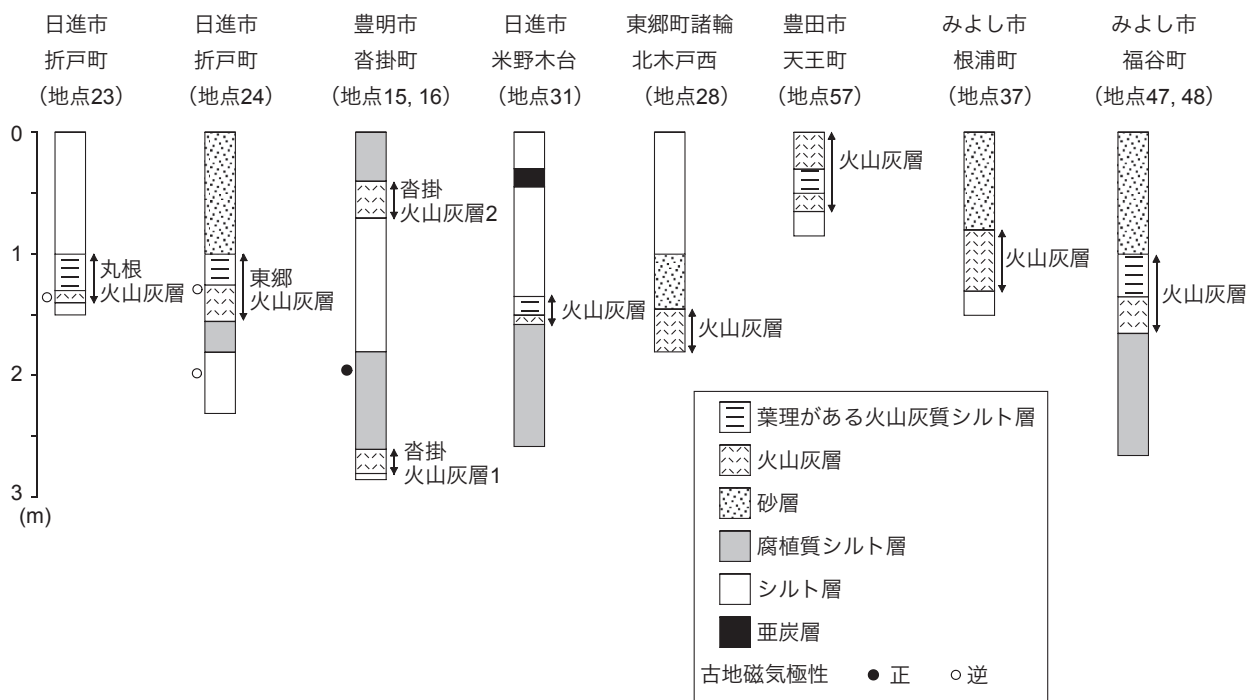 日進市
折戸町
（地点23）
日進市
折戸町
（地点24）
豊明市
沓掛町
（地点15, 16）
日進市
米野木台
（地点31）
東郷町諸輪
北木戸西
（地点28）
豊田市
天王町
（地点57）
みよし市
根浦町
（地点37）
みよし市
福谷町
（地点47, 48）
0
1
2
3
(m)
丸根
火山灰層
東郷
火山灰層
沓掛
火山灰層2
沓掛
火山灰層1
火山灰層
火山灰層
火山灰層
火山灰層
火山灰層
葉理がある火山灰質シルト層
火山灰層
砂層
腐植質シルト層
シルト層
亜炭層
古地磁気極性 ● 正 ○ 逆